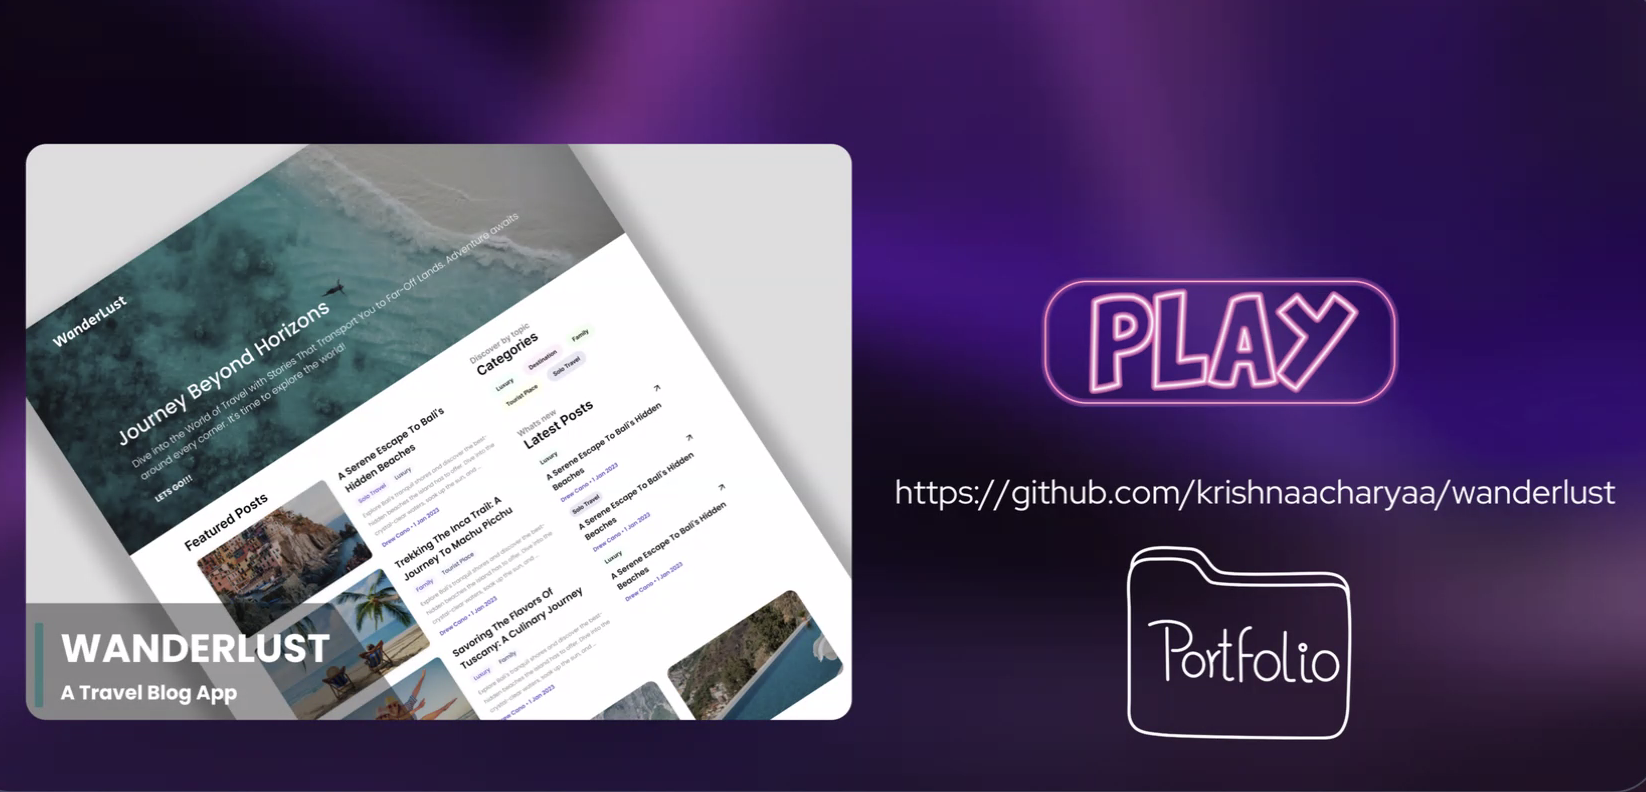 WanderLust
Journey Beyond Horizons
Dive into the World of Travel with Stories That Transport You to Far-Off Lands. Adventure awaits
around every corner. It's time to explore the world!
LETS GO!!!
Featured Posts
A Serene Escape To Bali's
Hidden Beaches
Solo Travel Luxury
Explore Bali's tranquil shores and discover the best-
hidden beaches the island has to offer. Dive into the
crystal-clear waters, soak up the sun, and ...
Drew Cano • 1 Jan 2023
Trekking The Inca Trail: A
Journey To Machu Picchu
Family Tourist Place
Explore Bali's tranquil shores and discover the best-
hidden beaches the island has to offer. Dive into the
crystal-clear waters, soak up the sun, and ...
Drew Cano • 1 Jan 2023
Savoring The Flavors Of
Tuscany: A Culinary Journey
Luxury Family
Explore Bali's tranquil shores and discover the best-
hidden beaches the island has to offer. Dive into the
crystal-clear waters, soak up the sun, and ...
Cano • 1 Jan 2023
Discover by topic
Categories
Luxury Destination Family
Tourist Place Solo Travel
Whats new
Latest Posts
Luxury
A Serene Escape To Bali's Hidden
Beaches
Drew Cano • 1 Jan 2023
Solo Travel
A Serene Escape To Bali's Hidden
Beaches
Drew Cano • 1 Jan 2023
Luxury
A Serene Escape To Bali's Hidden
Beaches
Drew Cano • 1 Jan 2023
WANDERLUST
A Travel Blog App
PLAY
https://github.com/krishnaacharyaa/wanderlust
Portfolio